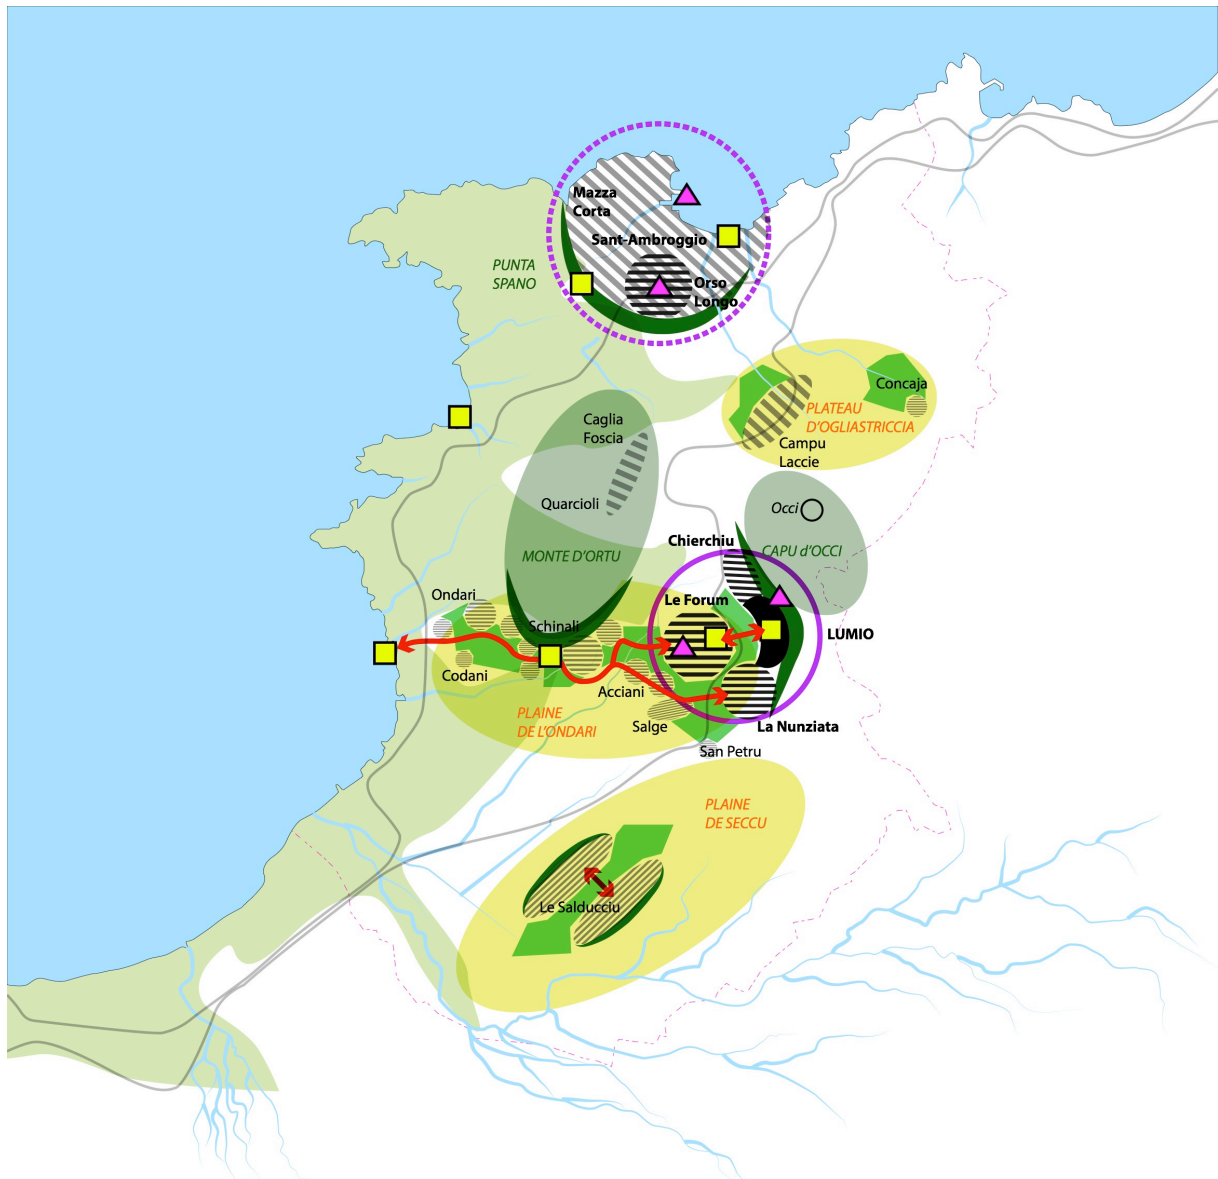 Mazza
Corta
Sant-Ambroggio
PUNTA
SPANO
Orso
Longo
Concaja
PLATEAU
D'OGLIASTRICCIA
Caglia
Foscia
Campu
Laccie
Quarcioli
Occi
Chierchiu
CAPU d'OCCI
MONTE D'ORTU
Ondari
Le Forum
Schinali
LUMIO
Codani
Acciani
PLAINE
DE L'ONDARI
Salge
La Nunziata
San Petru
PLAINE
DE SECCU
Le Salducciu